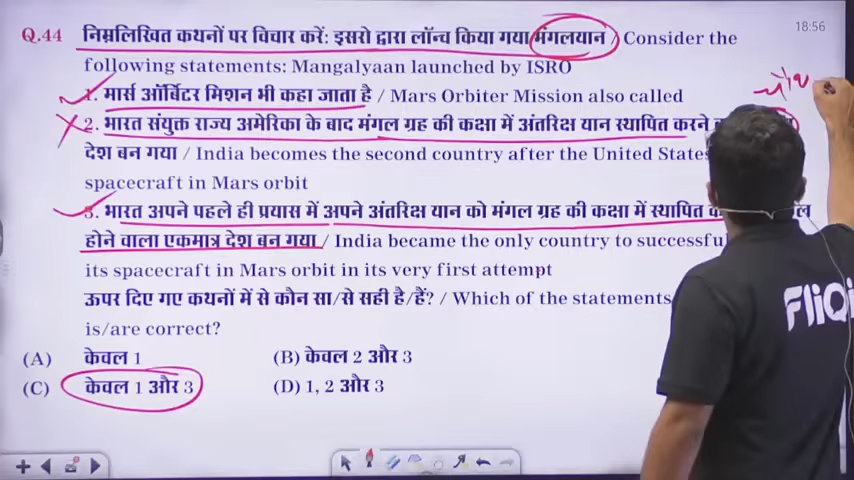 18:56
Q.44 निम्नलिखित कथनों पर विचार करें: इसरो द्वारा लॉन्च किया गया मंगलयान / Consider the
following statements: Mangalyaan launched by ISRO
1. मार्स ऑर्बिटर मिशन भी कहा जाता है / Mars Orbiter Mission also called
2. भारत संयुक्त राज्य अमेरिका के बाद मंगल ग्रह की कक्षा में अंतरिक्ष यान स्थापित करने
देश बन गया / India becomes the second country after the United States
spacecraft in Mars orbit
3. भारत अपने पहले ही प्रयास में अपने अंतरिक्ष यान को मंगल ग्रह की कक्षा में स्थापित
होने वाला एकमात्र देश बन गया / India became the only country to
its spacecraft in Mars orbit in its very first attempt
ऊपर दिए गए कथनों में से कौन सा/से सही है/हैं? / Which of the statements
is/are correct?
(A) केवल 1 (B) केवल 2 और 3
(C) केवल 1 और 3 (D) 1, 2 और 3